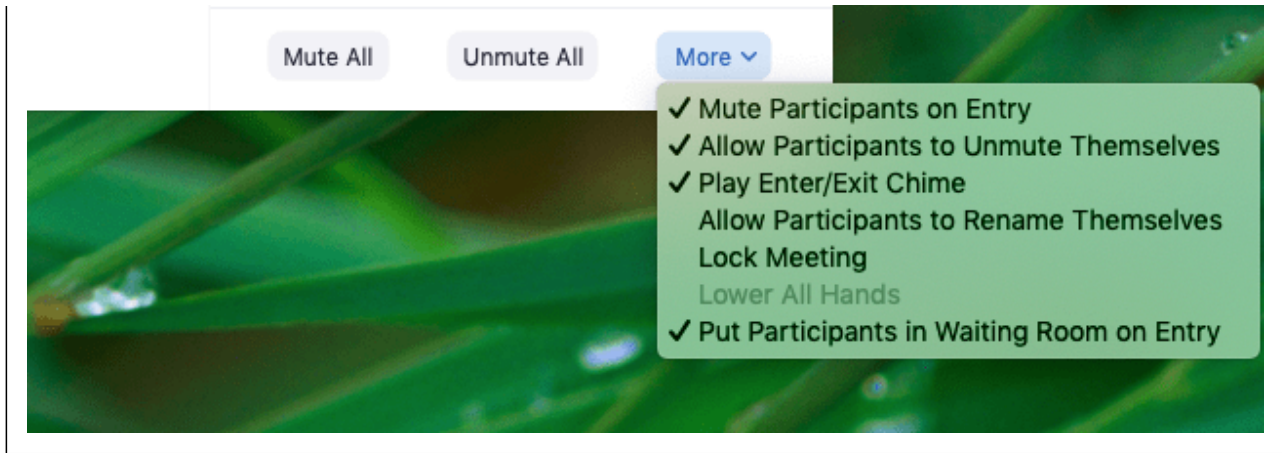 Mute All Unmute All More
✓ Mute Participants on Entry
✓ Allow Participants to Unmute Themselves
✓ Play Enter/Exit Chime
Allow Participants to Rename Themselves
Lock Meeting
Lower All Hands
✓ Put Participants in Waiting Room on Entry